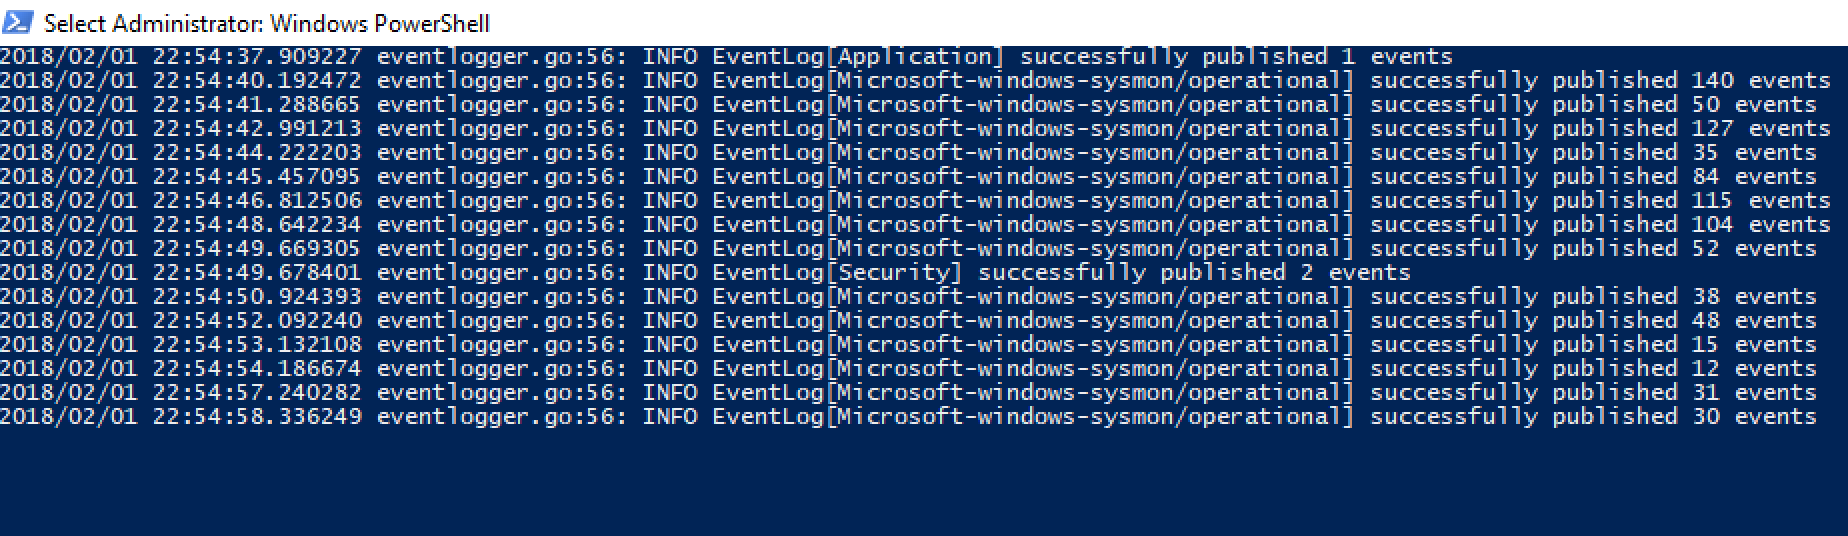 Select Administrator: Windows PowerShell
2018/02/01 22:54:37.909227 eventlogger.go:56: INFO EventLog[Application] successfully published 1 events
2018/02/01 22:54:40.192472 eventlogger.go:56: INFO EventLog[Microsoft-windows-sysmon/operational] successfully published 140 events
2018/02/01 22:54:41.288665 eventlogger.go:56: INFO EventLog[Microsoft-windows-sysmon/operational] successfully published 50 events
2018/02/01 22:54:42.991213 eventlogger.go:56: INFO EventLog[Microsoft-windows-sysmon/operational] successfully published 127 events
2018/02/01 22:54:44.222203 eventlogger.go:56: INFO EventLog[Microsoft-windows-sysmon/operational] successfully published 35 events
2018/02/01 22:54:45.457095 eventlogger.go:56: INFO EventLog[Microsoft-windows-sysmon/operational] successfully published 84 events
2018/02/01 22:54:46.812506 eventlogger.go:56: INFO EventLog[Microsoft-windows-sysmon/operational] successfully published 115 events
2018/02/01 22:54:48.642234 eventlogger.go:56: INFO EventLog[Microsoft-windows-sysmon/operational] successfully published 104 events
2018/02/01 22:54:49.669305 eventlogger.go:56: INFO EventLog[Microsoft-windows-sysmon/operational] successfully published 52 events
2018/02/01 22:54:49.678401 eventlogger.go:56: INFO EventLog[Security] successfully published 2 events
2018/02/01 22:54:50.924393 eventlogger.go:56: INFO EventLog[Microsoft-windows-sysmon/operational] successfully published 38 events
2018/02/01 22:54:52.092240 eventlogger.go:56: INFO EventLog[Microsoft-windows-sysmon/operational] successfully published 48 events
2018/02/01 22:54:53.132108 eventlogger.go:56: INFO EventLog[Microsoft-windows-sysmon/operational] successfully published 15 events
2018/02/01 22:54:54.186674 eventlogger.go:56: INFO EventLog[Microsoft-windows-sysmon/operational] successfully published 12 events
2018/02/01 22:54:57.240282 eventlogger.go:56: INFO EventLog[Microsoft-windows-sysmon/operational] successfully published 31 events
2018/02/01 22:54:58.336249 eventlogger.go:56: INFO EventLog[Microsoft-windows-sysmon/operational] successfully published 30 events